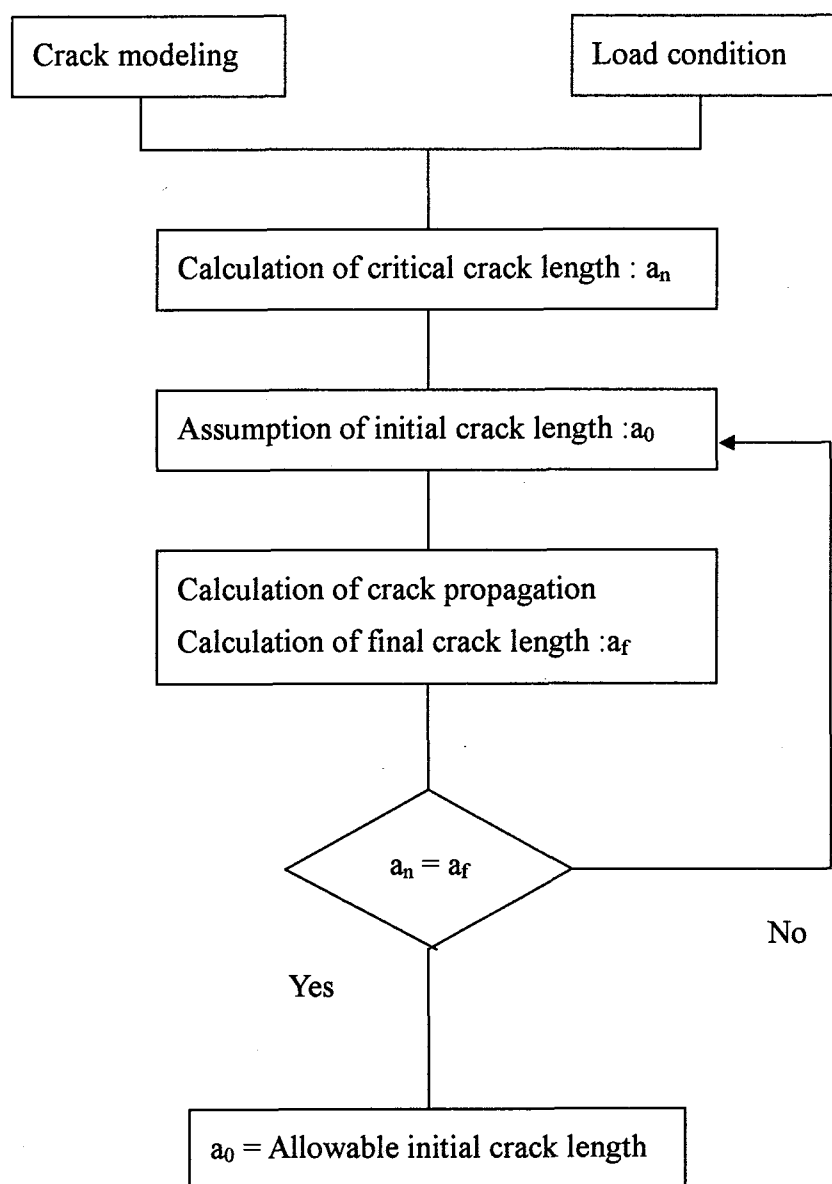 Crack modeling
Load condition
Calculation of critical crack length : aₙ
Assumption of initial crack length :a₀
Calculation of crack propagation
Calculation of final crack length :a_f
aₙ = a_f
No
Yes
a₀ = Allowable initial crack length